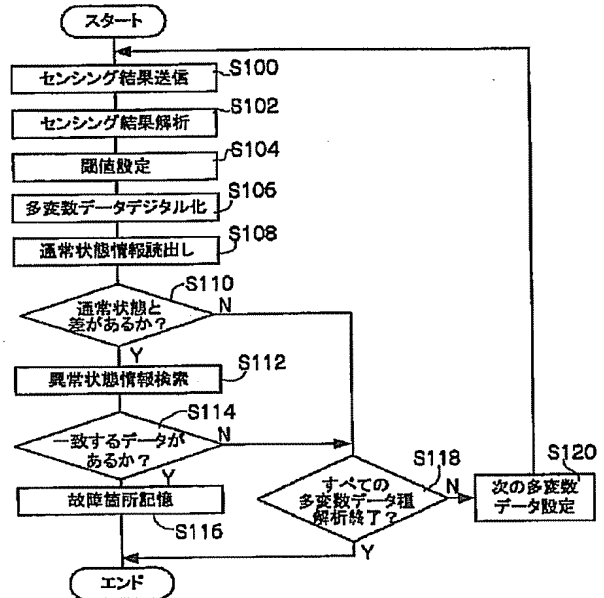 スタート
センシング結果送信
S100
センシング結果解析
S102
閾値設定
S104
多変数データデジタル化
S106
通常状態情報読出し
S108
通常状態と
差があるか?
S110
N
Y
異常状態情報検索
S112
一致するデータが
あるか?
S114
N
Y
故障箇所記憶
S116
すべての
多変数データ種
解析終了?
S118
N
Y
次の多変数
データ設定
S120
エンド